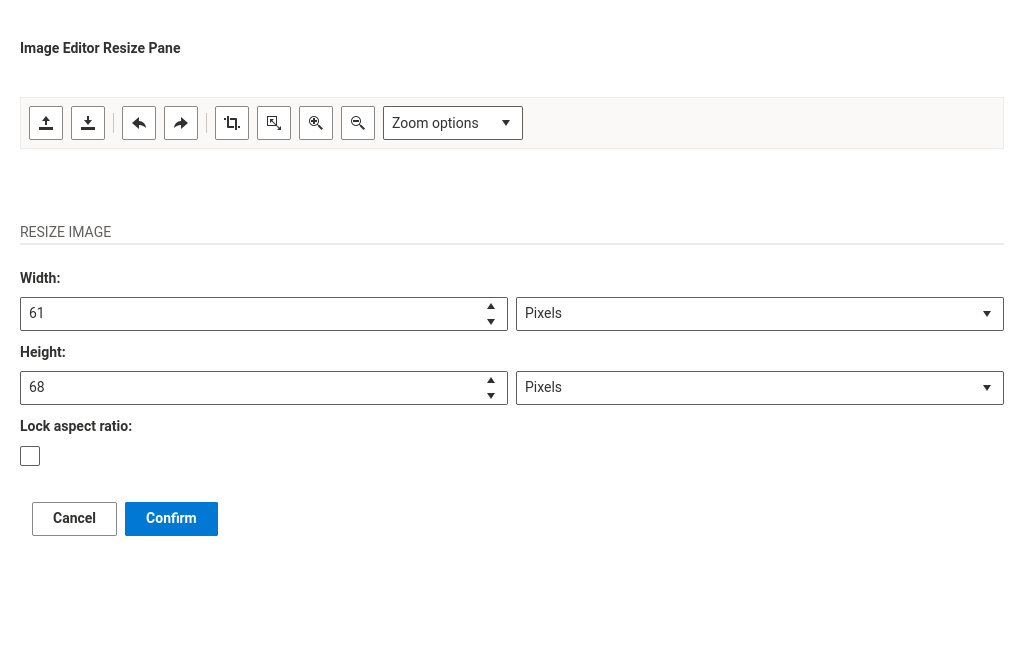 Image Editor Resize Pane
Zoom options
RESIZE IMAGE
Width:
61 Pixels
Height:
68 Pixels
Lock aspect ratio:
Cancel Confirm